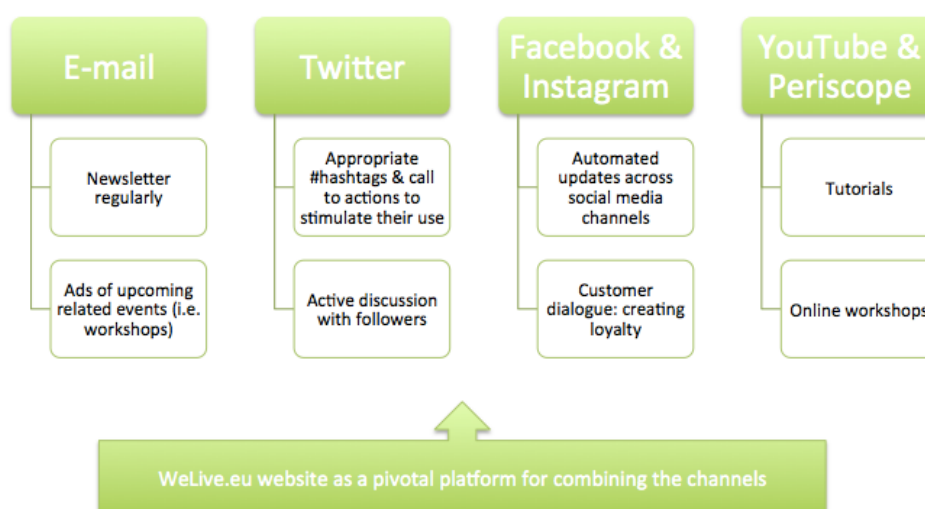 E-mail
Newsletter
regularly
Ads of upcoming
related events (i.e.
workshops)
Twitter
Appropriate
#hashtags & call
to actions to
stimulate their use
Active discussion
with followers
Facebook &
Instagram
Automated
updates across
social media
channels
Customer
dialogue: creating
loyalty
YouTube &
Periscope
Tutorials
Online workshops
WeLive.eu website as a pivotal platform for combining the channels